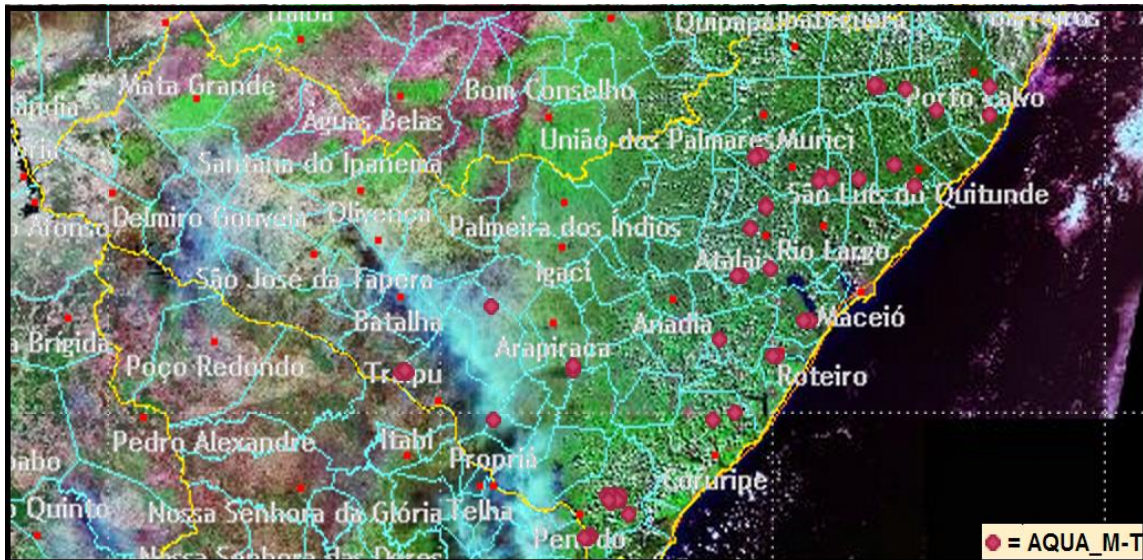 Mata Grande
Águas Belas
Bom Conselho
Porto Calvo
União dos Palmares
Murici
Santana do Ipanema
Delmiro Gouveia
Olivença
São Luís do Quitunde
Palmeira dos Índios
Atalaia
Rio Largo
São José da Tapera
Igaci
Batalha
Anadia
Maceió
Arapiraca
Poço Redondo
Traipu
Roteiro
Pedro Alexandre
Itabi
Propriá
Coruripe
Nossa Senhora da Glória
Telha
Penedo
Quinto
= AQUA_M-T